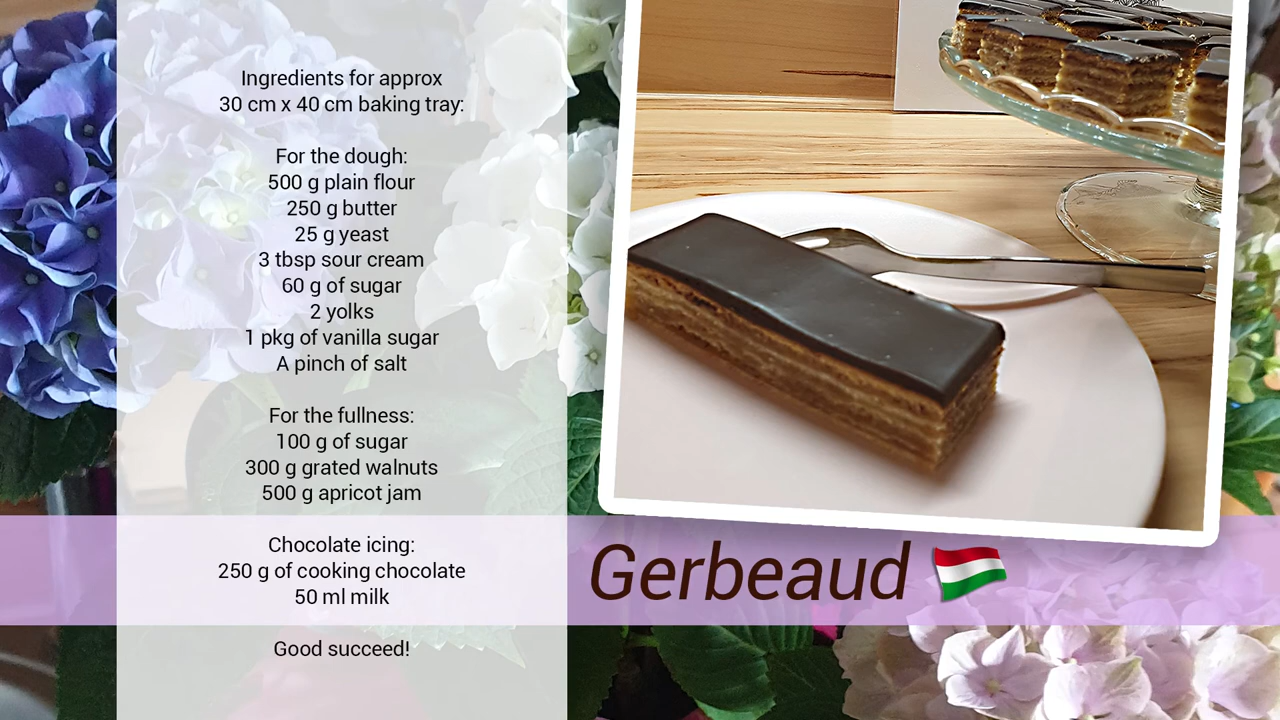 Ingredients for approx
30 cm x 40 cm baking tray:
For the dough:
500 g plain flour
250 g butter
25 g yeast
3 tbsp sour cream
60 g of sugar
2 yolks
1 pkg of vanilla sugar
A pinch of salt
For the fullness:
100 g of sugar
300 g grated walnuts
500 g apricot jam
Chocolate icing:
250 g of cooking chocolate
50 ml milk
Good succeed!
Gerbeaud